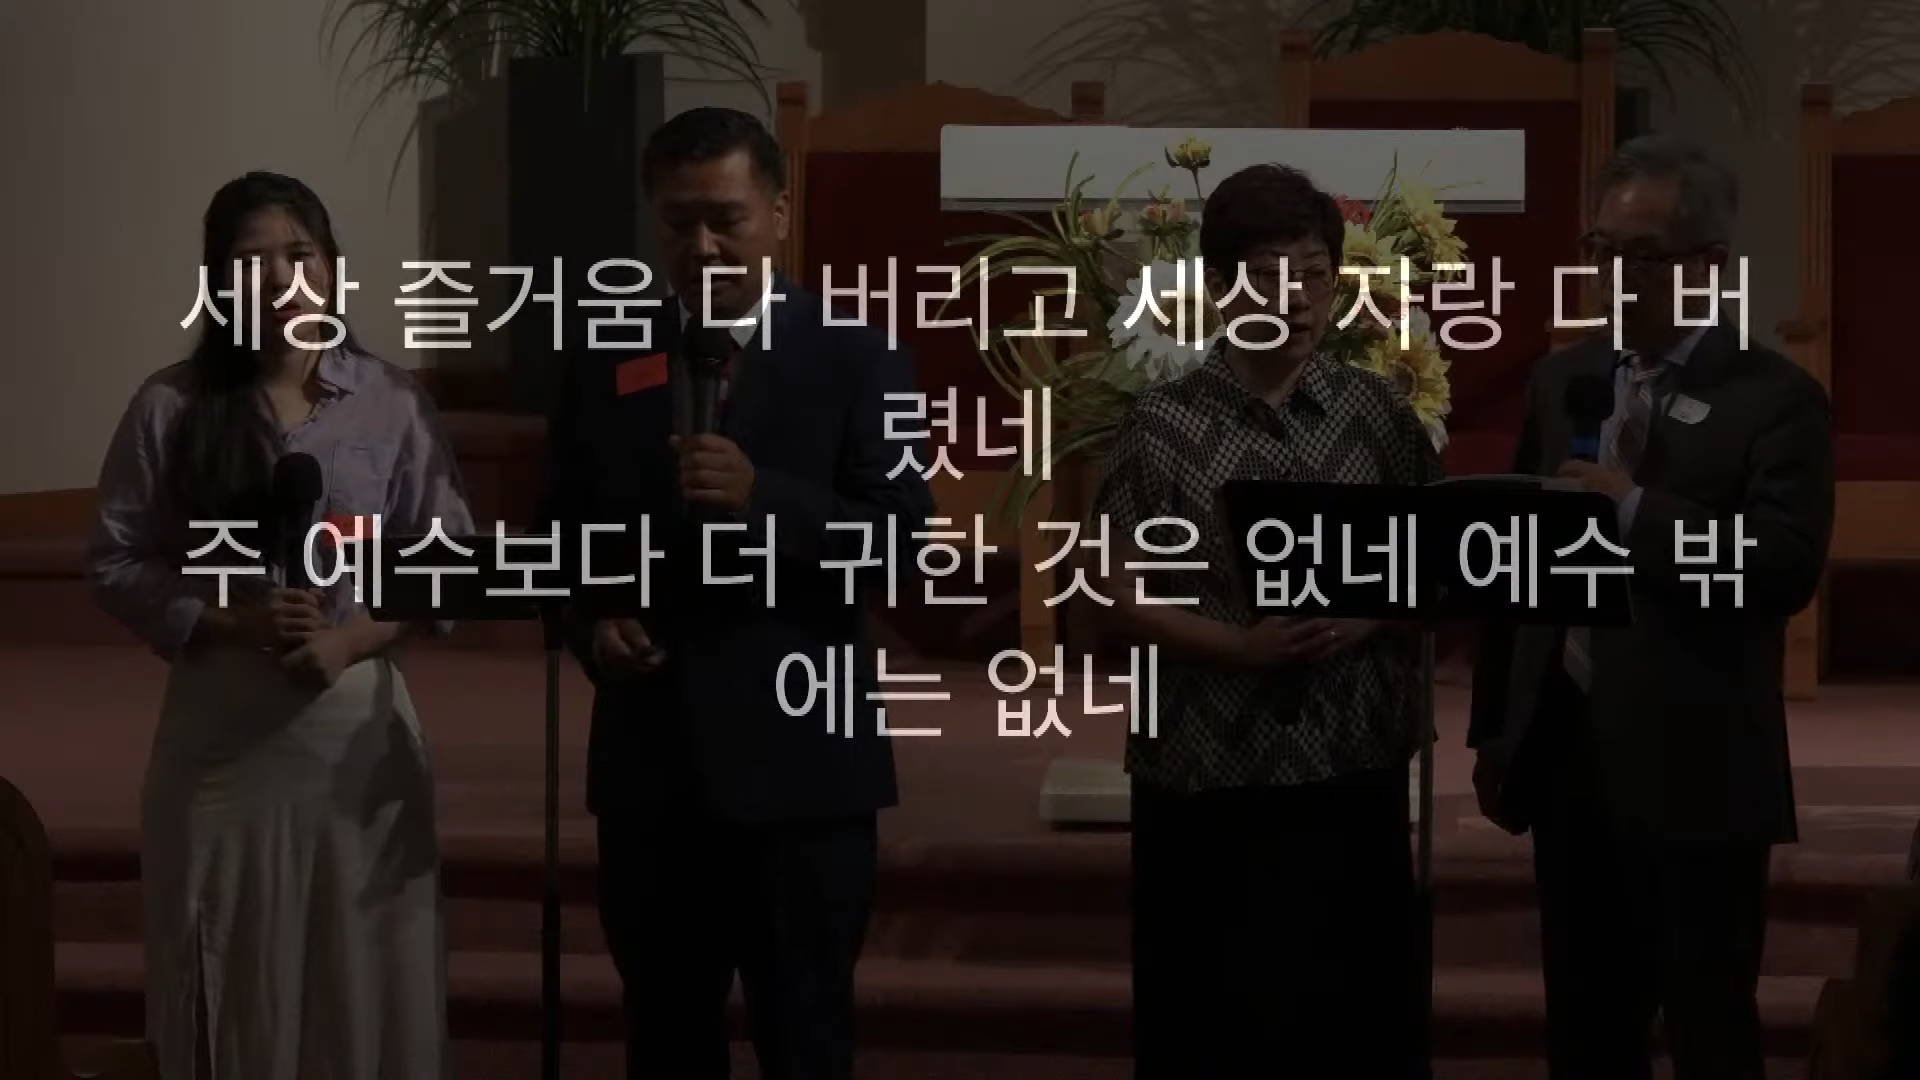 세상 즐거움 다 버리고 세상 자랑 다 버
렸네
주 예수보다 더 귀한 것은 없네 예수 밖
에는 없네